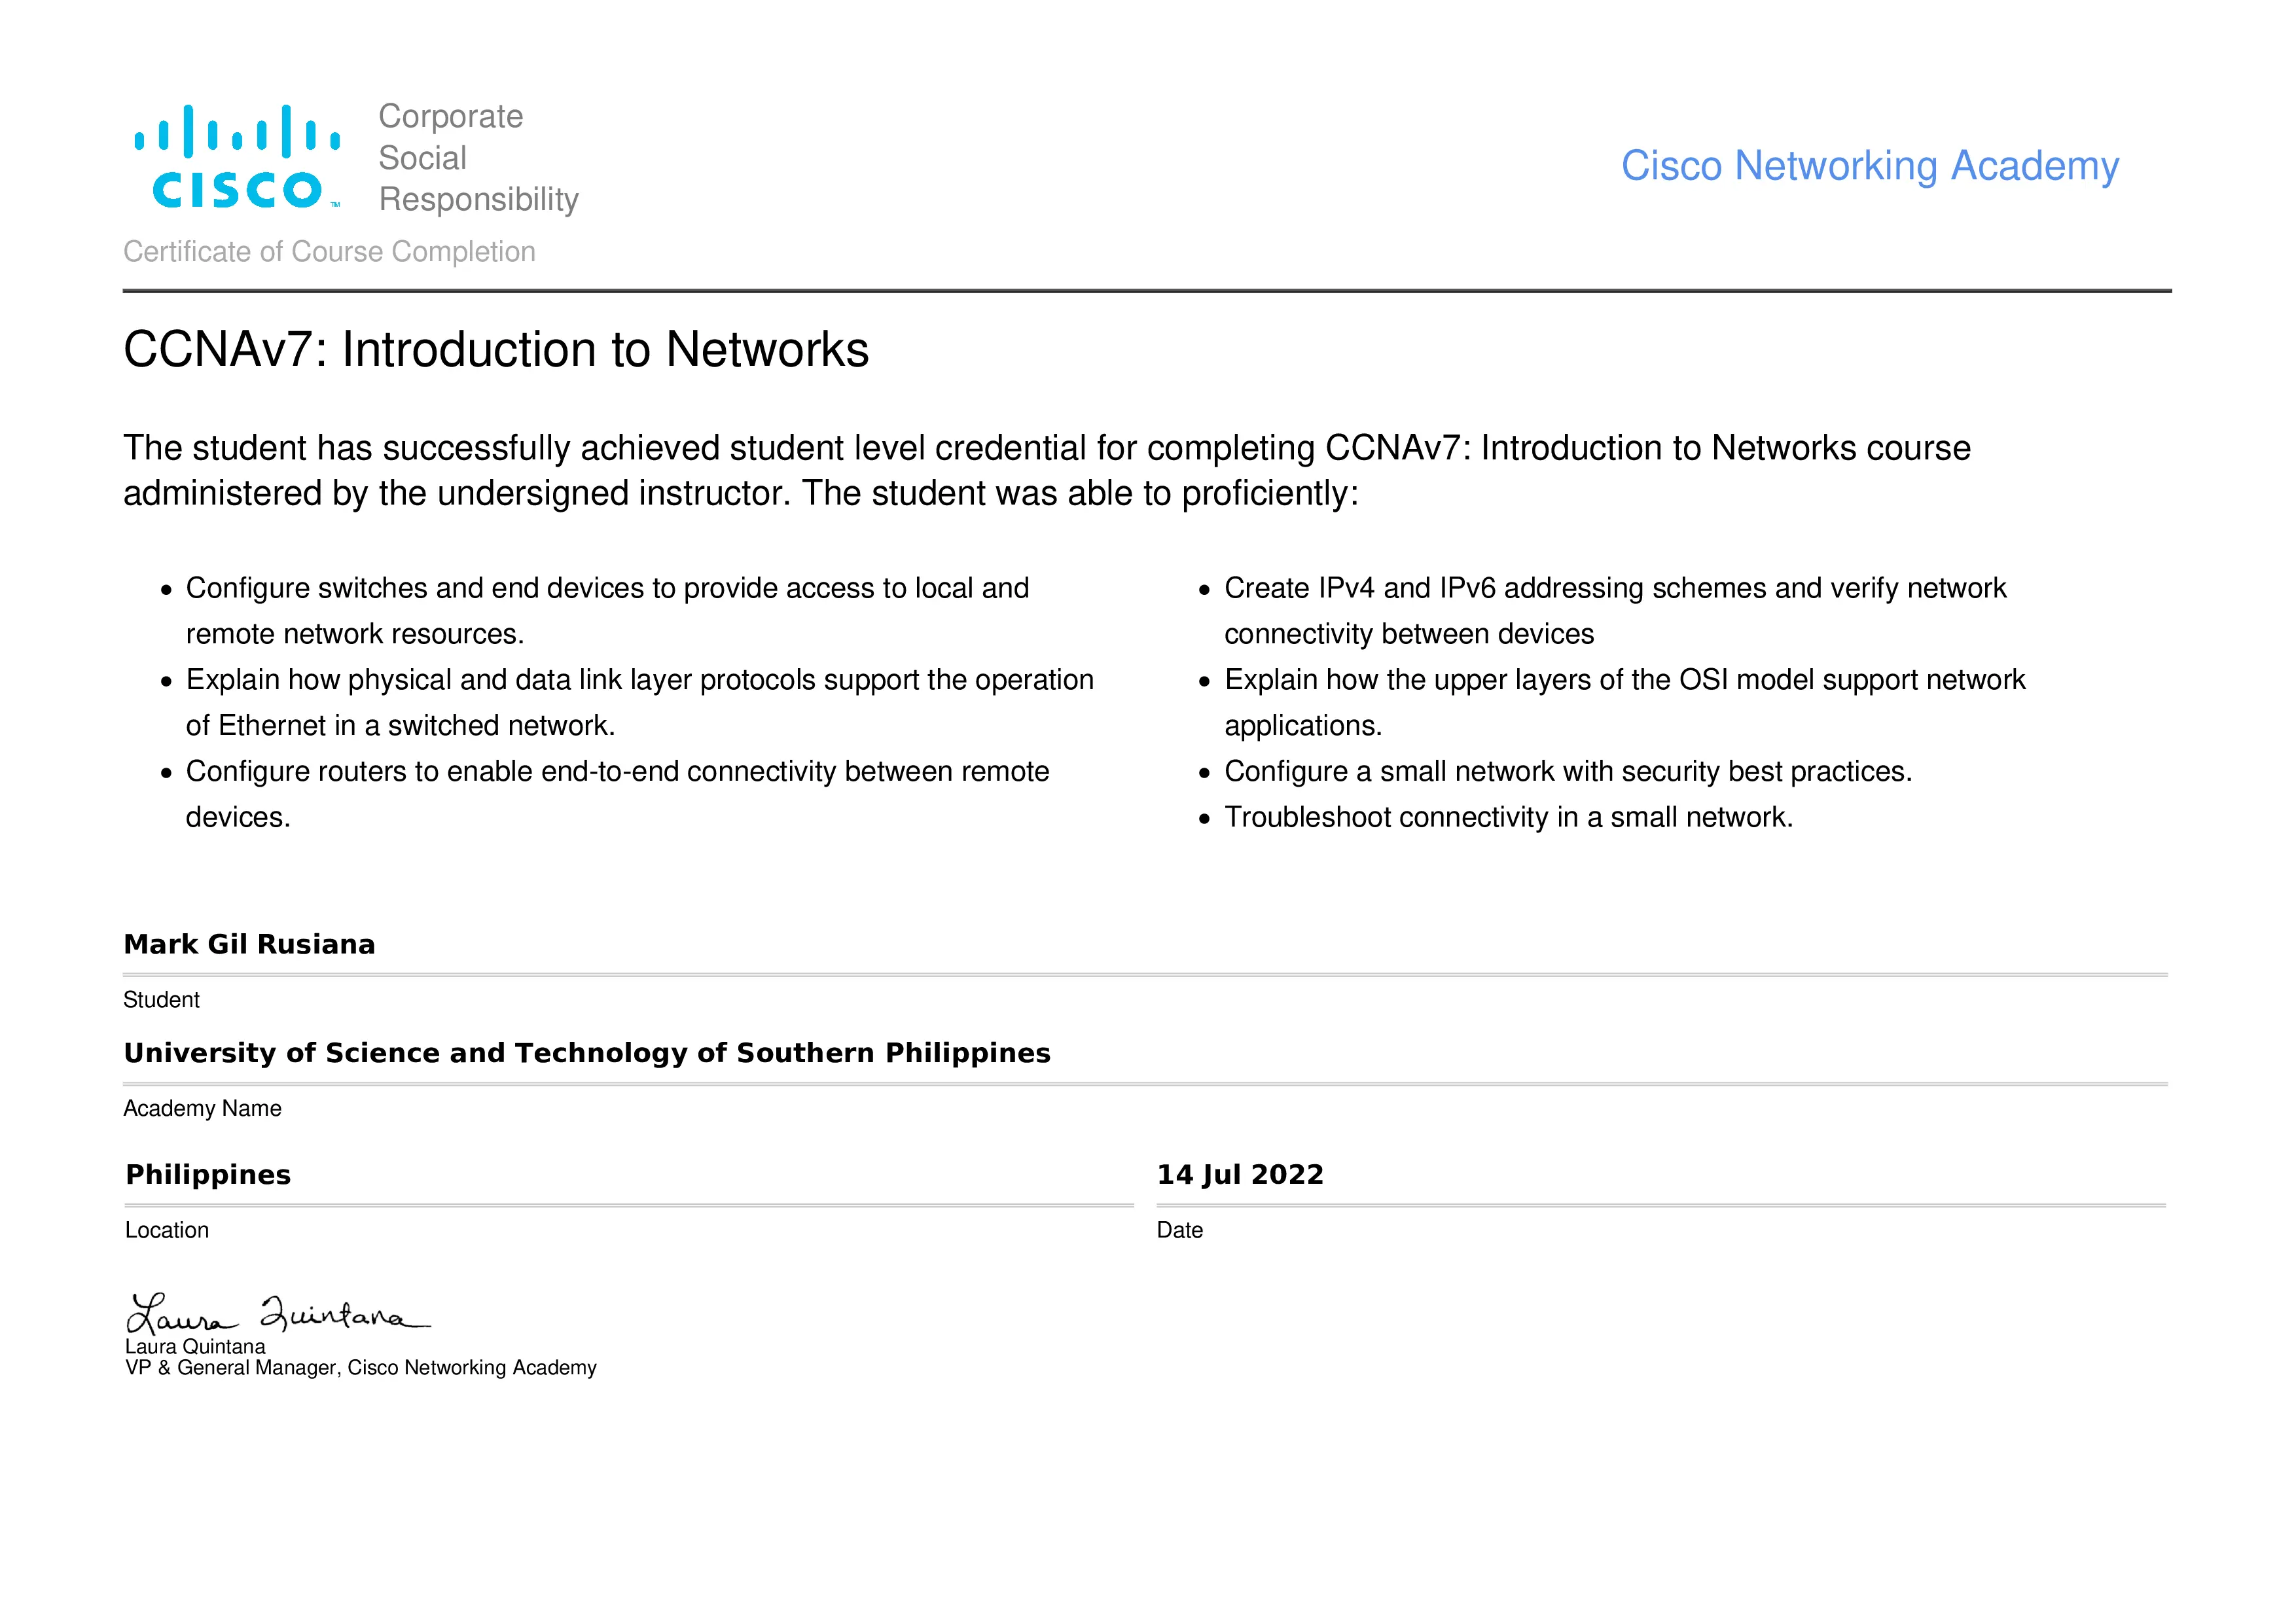 Corporate
Social
Responsibility
CISCO™
Cisco Networking Academy
Certificate of Course Completion
CCNAv7: Introduction to Networks
The student has successfully achieved student level credential for completing CCNAv7: Introduction to Networks course
administered by the undersigned instructor. The student was able to proficiently:
• Configure switches and end devices to provide access to local and
remote network resources.
• Explain how physical and data link layer protocols support the operation
of Ethernet in a switched network.
• Configure routers to enable end-to-end connectivity between remote
devices.
• Create IPv4 and IPv6 addressing schemes and verify network
connectivity between devices
• Explain how the upper layers of the OSI model support network
applications.
• Configure a small network with security best practices.
• Troubleshoot connectivity in a small network.
Mark Gil Rusiana
Student
University of Science and Technology of Southern Philippines
Academy Name
Philippines
Location
14 Jul 2022
Date
Laura Quintana
Laura Quintana
VP & General Manager, Cisco Networking Academy